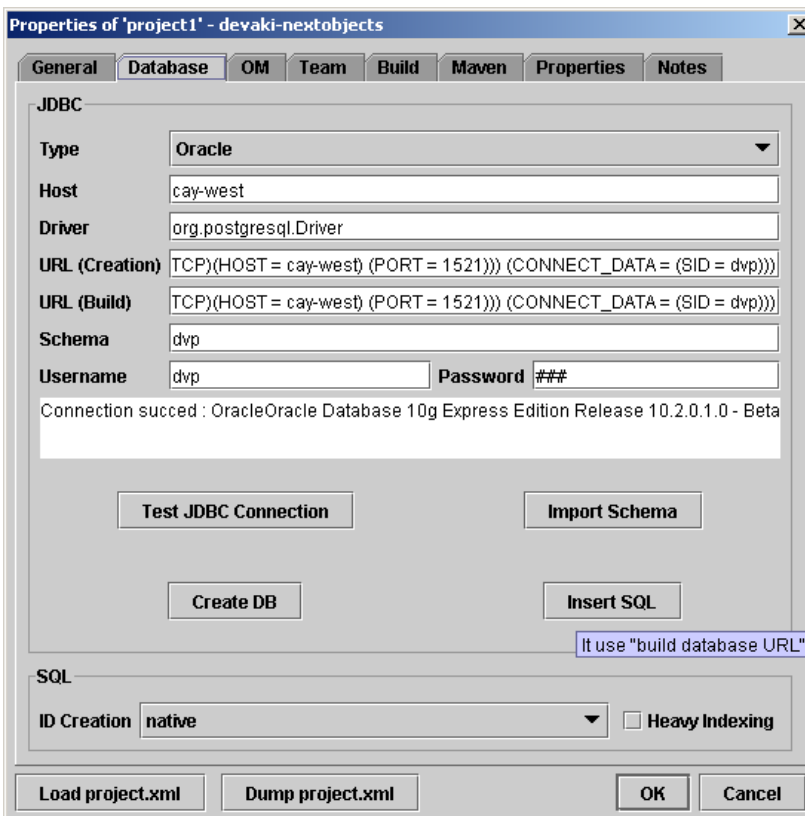 Properties of 'project1' - devaki-nextobjects
General Database OM Team Build Maven Properties Notes
JDBC
Type Oracle
Host cay-west
Driver org.postgresql.Driver
URL (Creation) TCP)(HOST = cay-west) (PORT = 1521))) (CONNECT_DATA = (SID = dvp)))
URL (Build) TCP)(HOST = cay-west) (PORT = 1521))) (CONNECT_DATA = (SID = dvp)))
Schema dvp
Username dvp Password ###
Connection succed : OracleOracle Database 10g Express Edition Release 10.2.0.1.0 - Beta
Test JDBC Connection Import Schema
Create DB Insert SQL
It use "build database URL"
SQL
ID Creation native Heavy Indexing
Load project.xml Dump project.xml OK Cancel